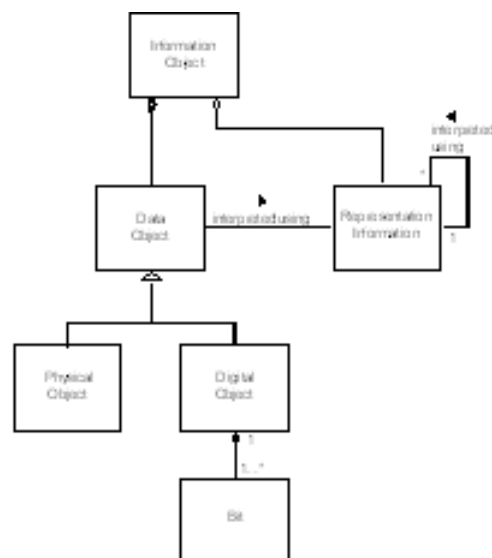 Information
Object
interpreted
using
*
Data
Object
interpreted using
Representation
Information
1
Physical
Object
Digital
Object
1
1...*
Bit